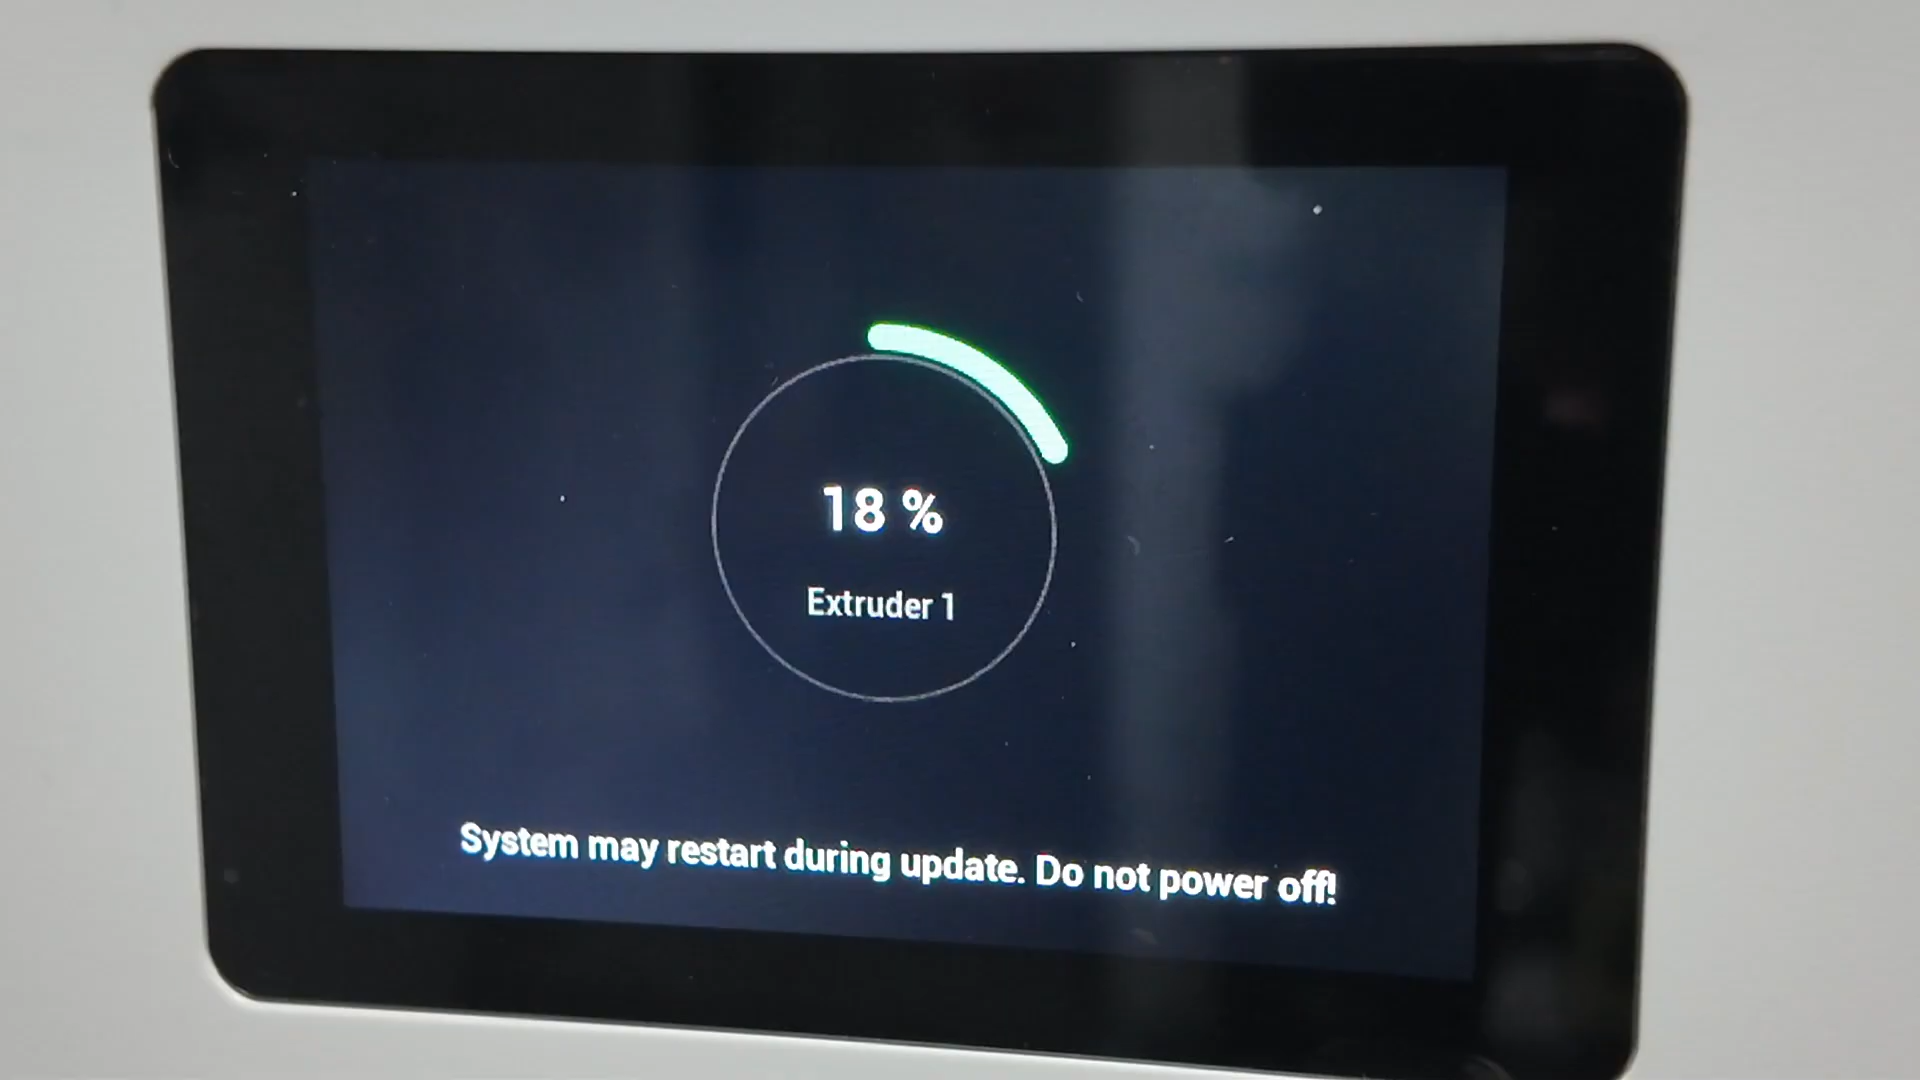 18 %
Extruder 1
System may restart during update. Do not power off!